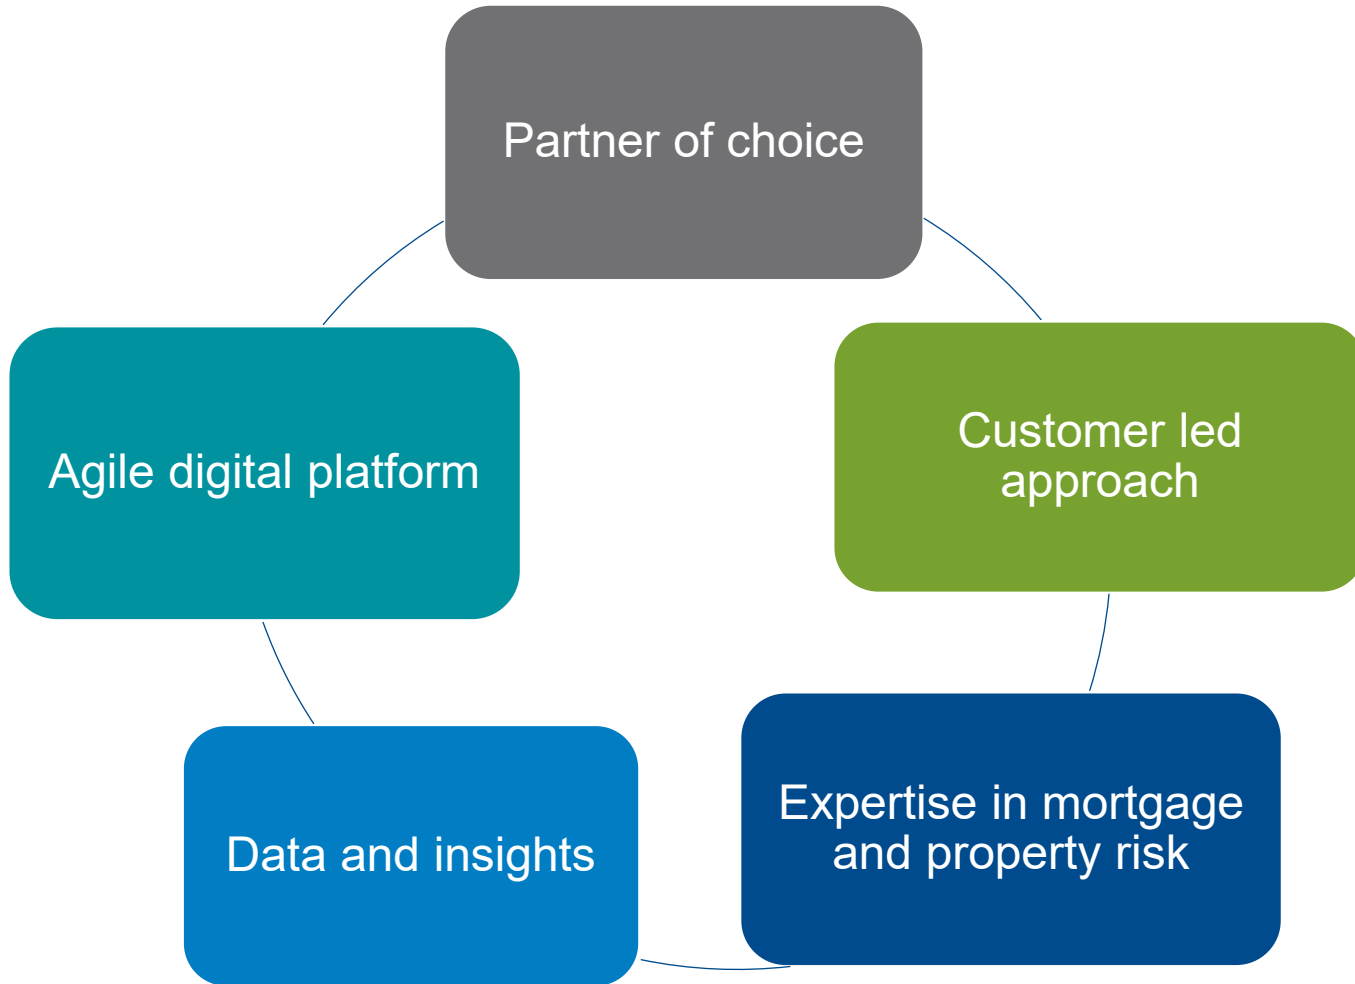 Partner of choice
Customer led
approach
Expertise in mortgage
and property risk
Data and insights
Agile digital platform